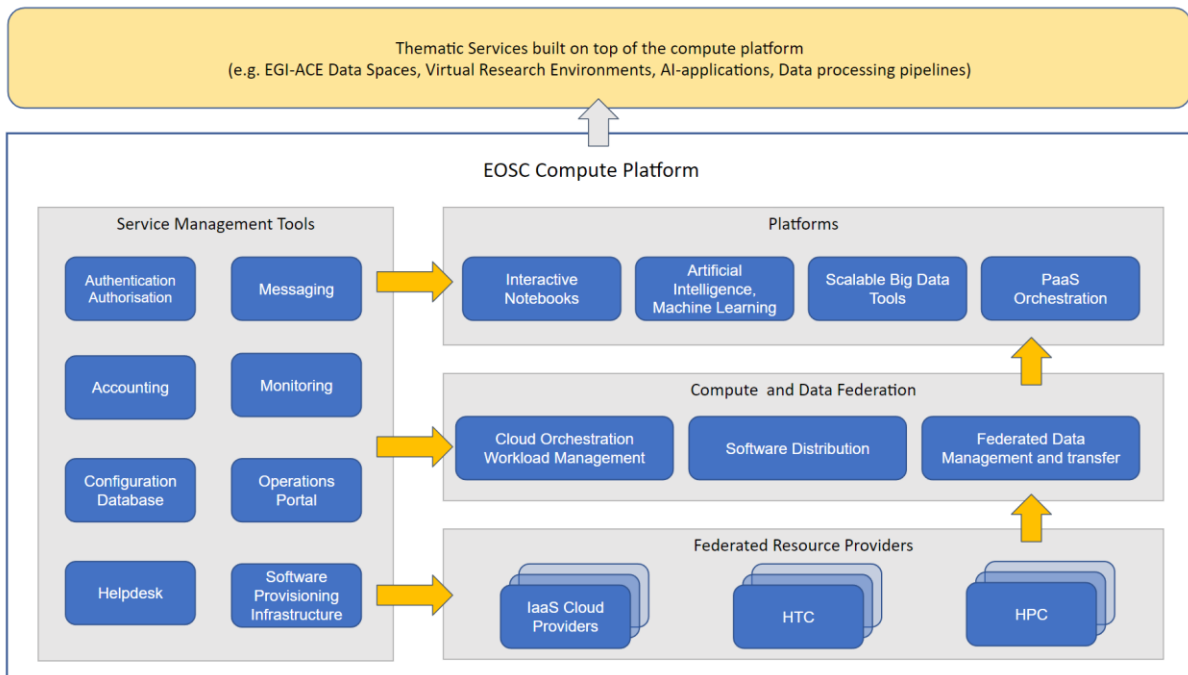 Thematic Services built on top of the compute platform
(e.g. EGI-ACE Data Spaces, Virtual Research Environments, AI-applications, Data processing pipelines)
EOSC Compute Platform
Service Management Tools
Authentication
Authorisation
Messaging
Accounting
Monitoring
Configuration
Database
Operations
Portal
Helpdesk
Software
Provisioning
Infrastructure
Platforms
Interactive
Notebooks
Artificial
Intelligence,
Machine Learning
Scalable Big Data
Tools
PaaS
Orchestration
Compute and Data Federation
Cloud Orchestration
Workload Management
Software Distribution
Federated Data
Management and transfer
Federated Resource Providers
IaaS Cloud
Providers
HTC
HPC